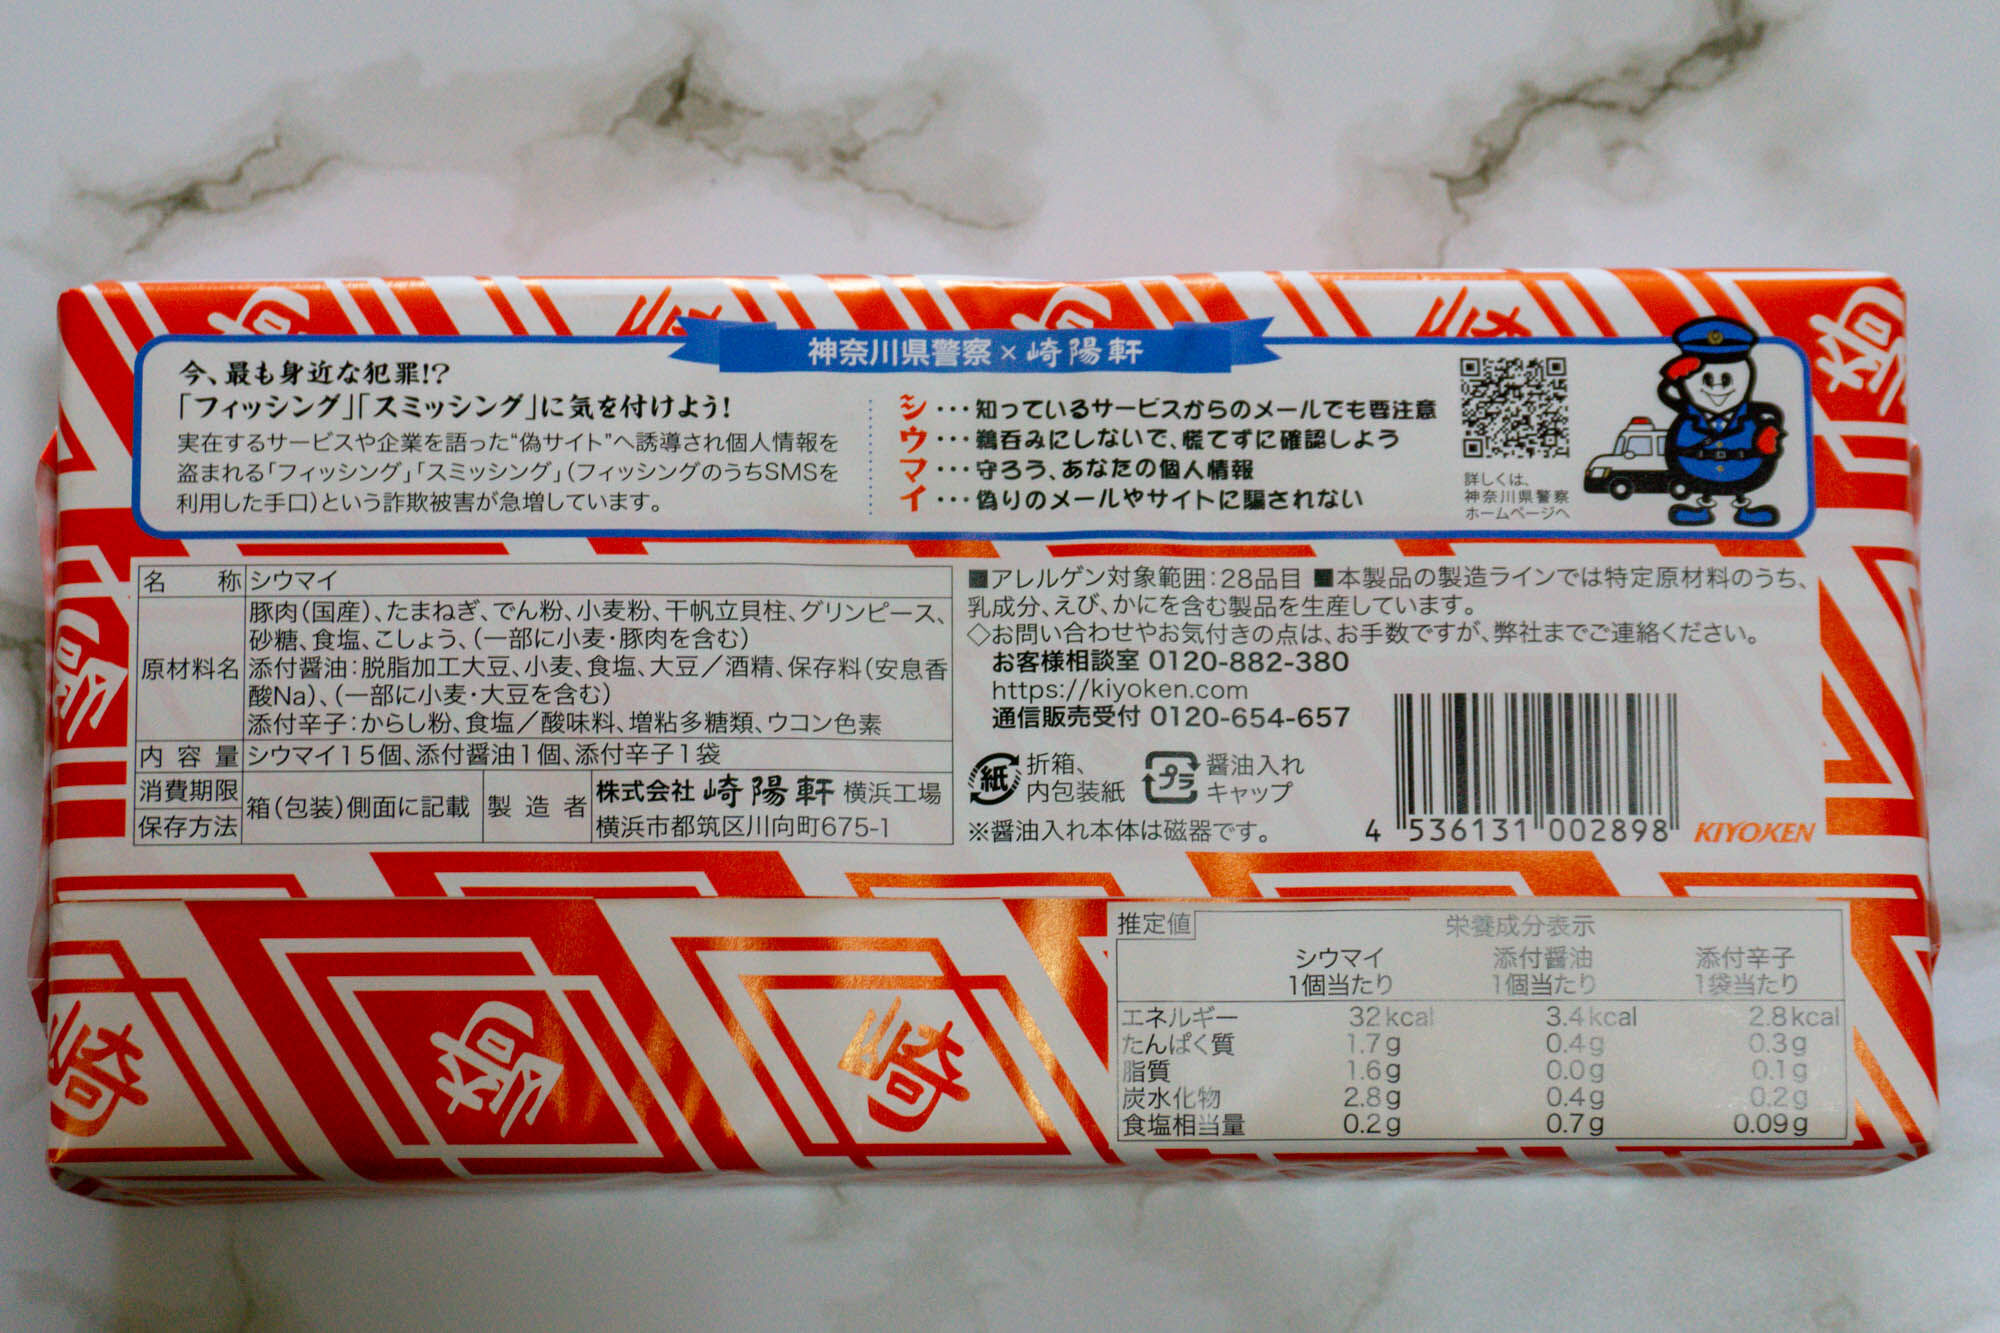 神奈川県警察×崎陽軒
今、最も身近な犯罪!?
「フィッシング」「スミッシング」に気を付けよう!
実在するサービスや企業を語った“偽サイト”へ誘導され個人情報を
盗まれる「フィッシング」「スミッシング」(フィッシングのうちSMSを
利用した手口)という詐欺被害が急増しています。
シ・・・知っているサービスからのメールでも要注意
ウ・・・鵜呑みにしないで、慌てずに確認しよう
マ・・・守ろう、あなたの個人情報
イ・・・偽りのメールやサイトに騙されない
詳しくは、
神奈川県警察
ホームページへ
名称 シウマイ
原材料名 豚肉(国産)、たまねぎ、でん粉、小麦粉、干帆立貝柱、グリンピース、
砂糖、食塩、こしょう、(一部に小麦・豚肉を含む)
添付醤油:脱脂加工大豆、小麦、食塩、大豆/酒精、保存料(安息香
酸Na)、(一部に小麦・大豆を含む)
添付辛子:からし粉、食塩/酸味料、増粘多糖類、ウコン色素
内容量 シウマイ15個、添付醤油1個、添付辛子1袋
消費期限
保存方法
箱(包装)側面に記載
製造者
株式会社 崎陽軒 横浜工場
横浜市都筑区川向町675-1
■アレルゲン対象範囲:28品目 ■本製品の製造ラインでは特定原材料のうち、
乳成分、えび、かにを含む製品を生産しています。
◇お問い合わせやお気付きの点は、お手数ですが、弊社までご連絡ください。
お客様相談室 0120-882-380
https://kiyoken.com
通信販売受付 0120-654-657
紙 折箱、
内包装紙
プラ 醤油入れ
キャップ
※醤油入れ本体は磁器です。
4 536131 002898
KIYOKEN
推定値 栄養成分表示
シウマイ 添付醤油 添付辛子
1個当たり 1個当たり 1袋当たり
エネルギー 32kcal 3.4kcal 2.8kcal
たんぱく質 1.7g 0.4g 0.3g
脂質 1.6g 0.0g 0.1g
炭水化物 2.8g 0.4g 0.2g
食塩相当量 0.2g 0.7g 0.09g
崎
崎
崎